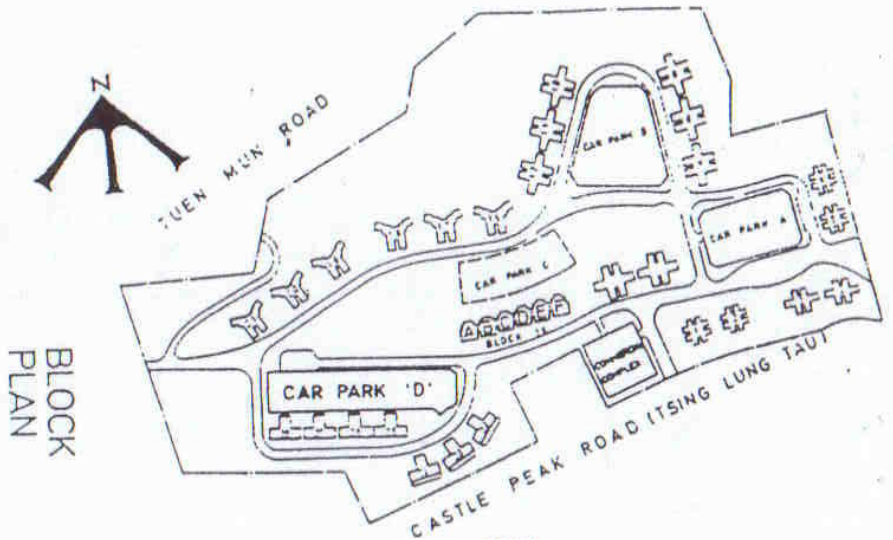 N
TUEN MUN ROAD
CAR PARK B
CAR PARK A
CAR PARK C
A B C D E F
BLOCK
COMMERCIAL
COMPLEX
CAR PARK 'D'
CASTLE PEAK ROAD (TSING LUNG TAU)
BLOCK
PLAN